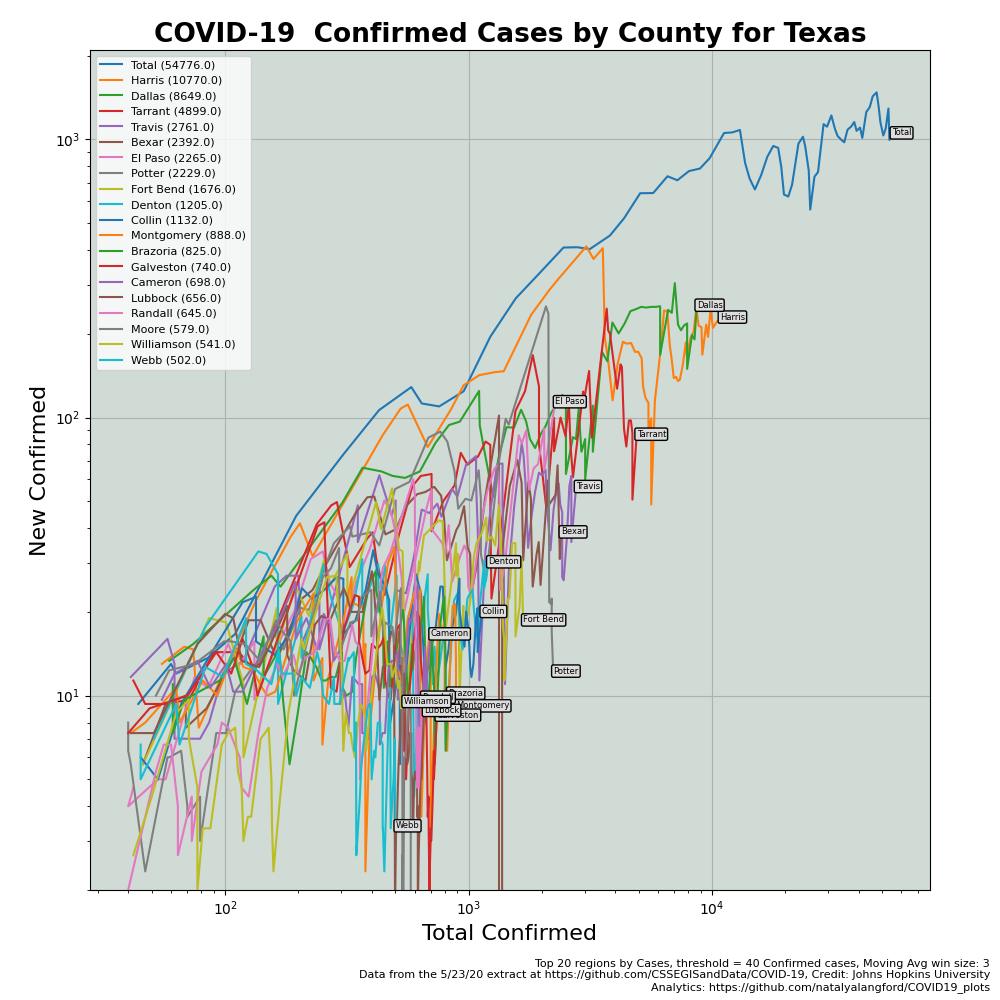 COVID-19  Confirmed Cases by County for Texas
Total (54776.0)
Harris (10770.0)
Dallas (8649.0)
Tarrant (4899.0)
Travis (2761.0)
Bexar (2392.0)
El Paso (2265.0)
Potter (2229.0)
Fort Bend (1676.0)
Denton (1205.0)
Collin (1132.0)
Montgomery (888.0)
Brazoria (825.0)
Galveston (740.0)
Cameron (698.0)
Lubbock (656.0)
Randall (645.0)
Moore (579.0)
Williamson (541.0)
Webb (502.0)
10³
10²
10¹
New Confirmed
Total
Dallas
Harris
El Paso
Tarrant
Travis
Bexar
Denton
Collin
Fort Bend
Cameron
Potter
Brazoria
Williamson
Montgomery
Lubbock
Galveston
Webb
10² 10³ 10⁴
Total Confirmed
Top 20 regions by Cases, threshold = 40 Confirmed cases, Moving Avg win size: 3
Data from the 5/23/20 extract at https://github.com/CSSEGISandData/COVID-19, Credit: Johns Hopkins University
Analytics: https://github.com/natalyalangford/COVID19_plots